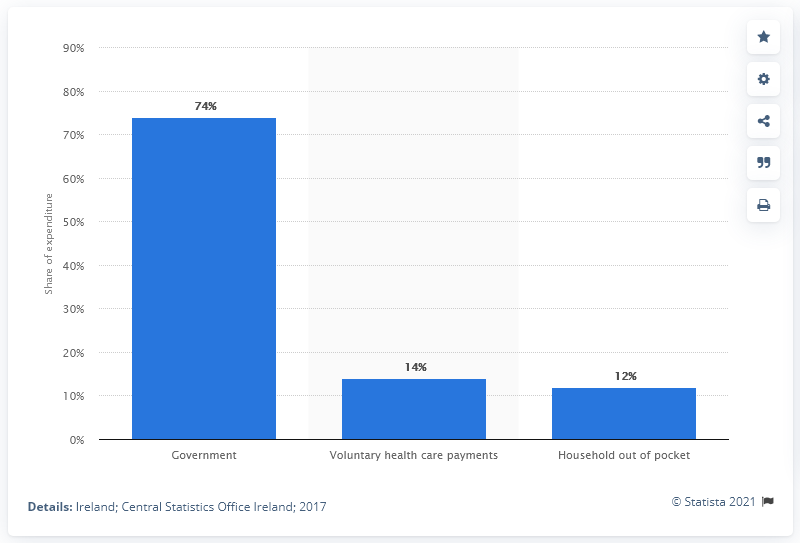 90%
80%
70%
60%
50%
40%
30%
20%
10%
0%
Share of expenditure
74%
14%
12%
Government
Voluntary health care payments
Household out of pocket
Details: Ireland; Central Statistics Office Ireland; 2017
© Statista 2021